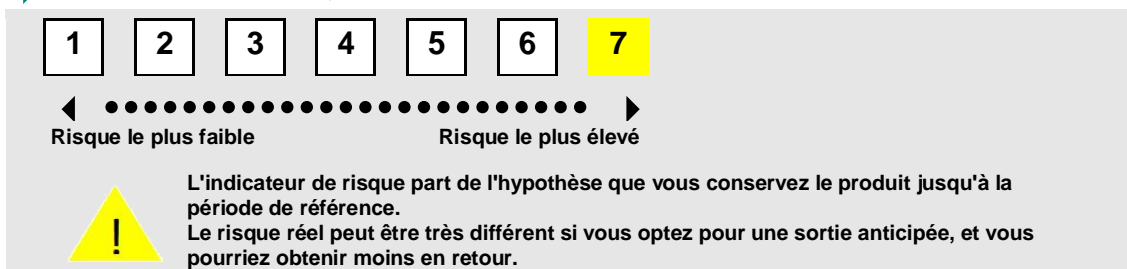 1 2 3 4 5 6 7
Risque le plus faible Risque le plus élevé
L'indicateur de risque part de l'hypothèse que vous conservez le produit jusqu'à la
période de référence.
! Le risque réel peut être très différent si vous optez pour une sortie anticipée, et vous
pourriez obtenir moins en retour.